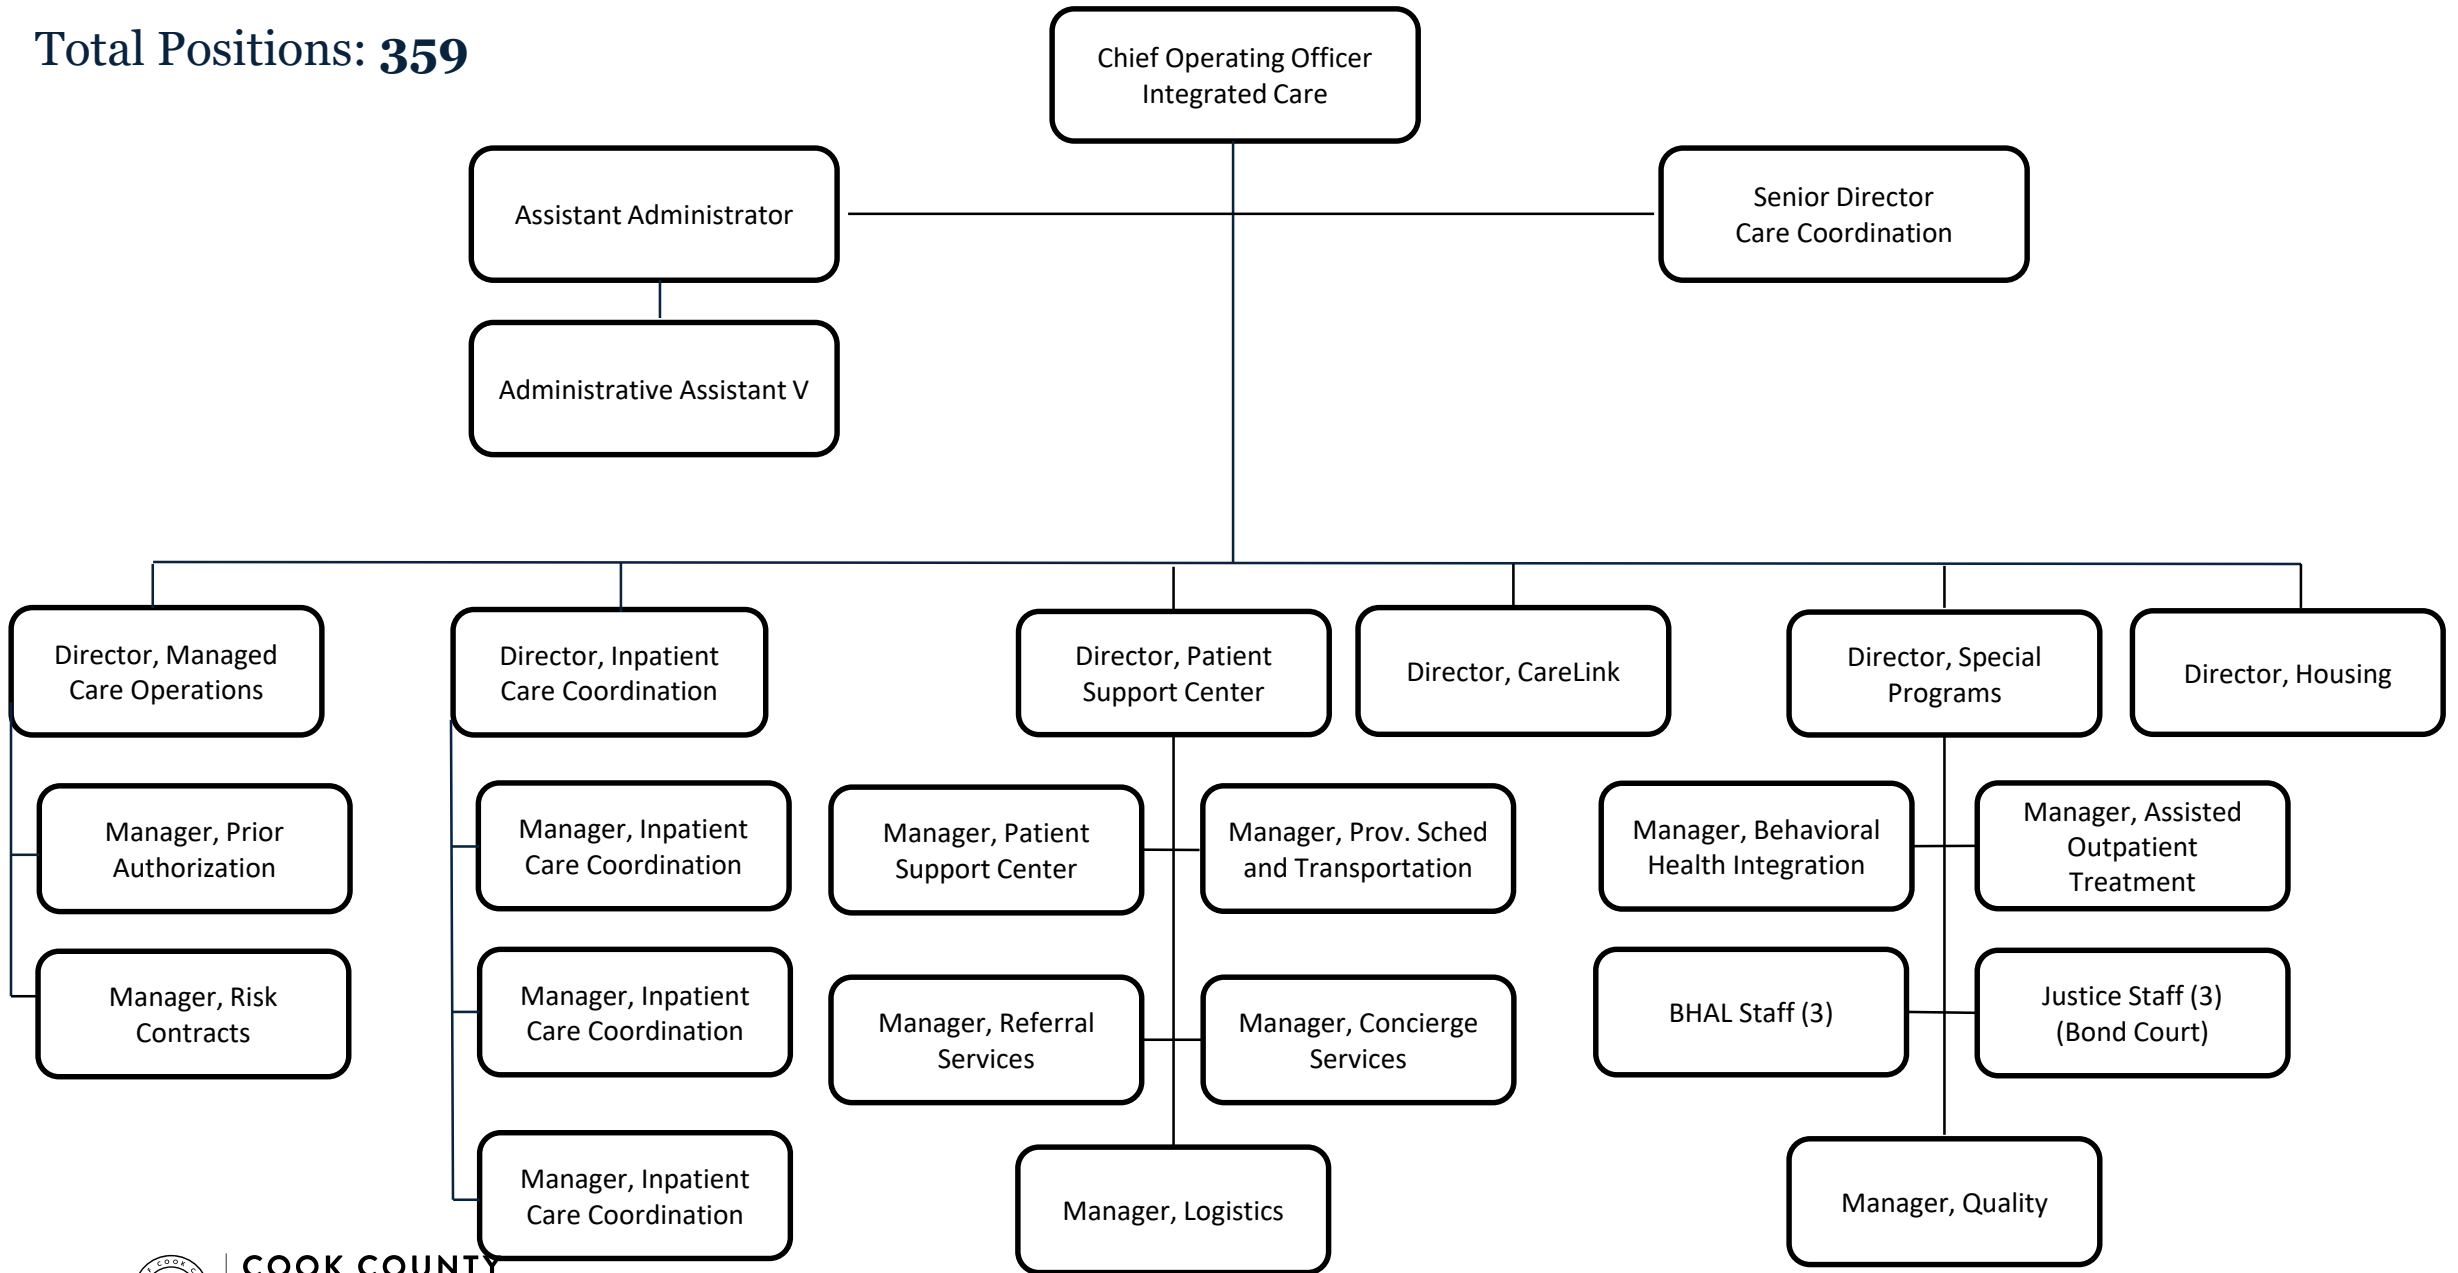 Total Positions: 359
Chief Operating Officer
Integrated Care
Assistant Administrator
Senior Director
Care Coordination
Administrative Assistant V
Director, Managed
Care Operations
Director, Inpatient
Care Coordination
Director, Patient
Support Center
Director, CareLink
Director, Special
Programs
Director, Housing
Manager, Prior
Authorization
Manager, Risk
Contracts
Manager, Inpatient
Care Coordination
Manager, Inpatient
Care Coordination
Manager, Inpatient
Care Coordination
Manager, Patient
Support Center
Manager, Prov. Sched
and Transportation
Manager, Referral
Services
Manager, Concierge
Services
Manager, Logistics
Manager, Behavioral
Health Integration
Manager, Assisted
Outpatient
Treatment
BHAL Staff (3)
Justice Staff (3)
(Bond Court)
Manager, Quality
COOK COUNTY